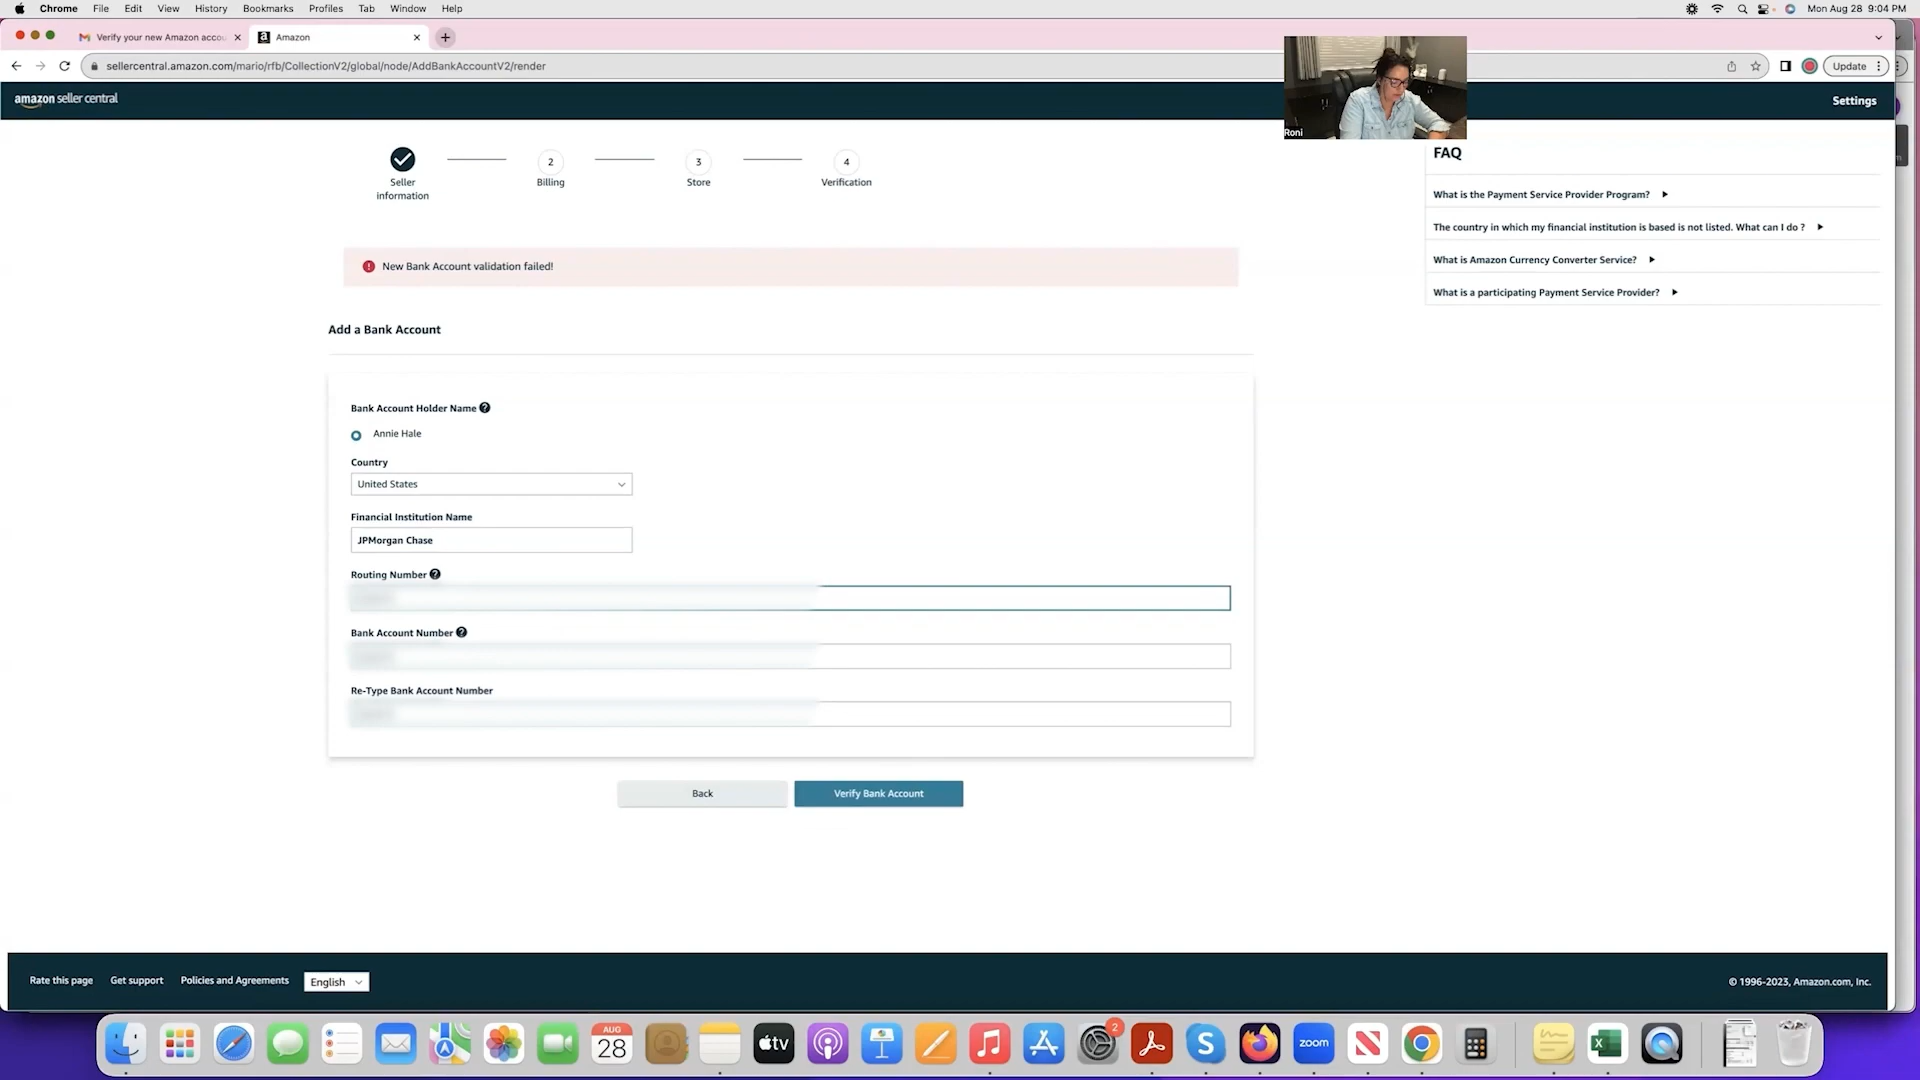 Chrome File Edit View History Bookmarks Profiles Tab Window Help
Mon Aug 28 9:04 PM
Verify your new Amazon accou
Amazon
sellercentral.amazon.com/mario/rfb/CollectionV2/global/node/AddBankAccountV2/render
Update
amazon seller central
Settings
Roni
Seller information
2 Billing
3 Store
4 Verification
FAQ
What is the Payment Service Provider Program?
The country in which my financial institution is based is not listed. What can I do ?
What is Amazon Currency Converter Service?
What is a participating Payment Service Provider?
New Bank Account validation failed!
Add a Bank Account
Bank Account Holder Name
Annie Hale
Country
United States
Financial Institution Name
JPMorgan Chase
Routing Number
Bank Account Number
Re-Type Bank Account Number
Back
Verify Bank Account
Rate this page
Get support
Policies and Agreements
English
© 1996-2023, Amazon.com, Inc.
AUG
28
tv
2
zoom